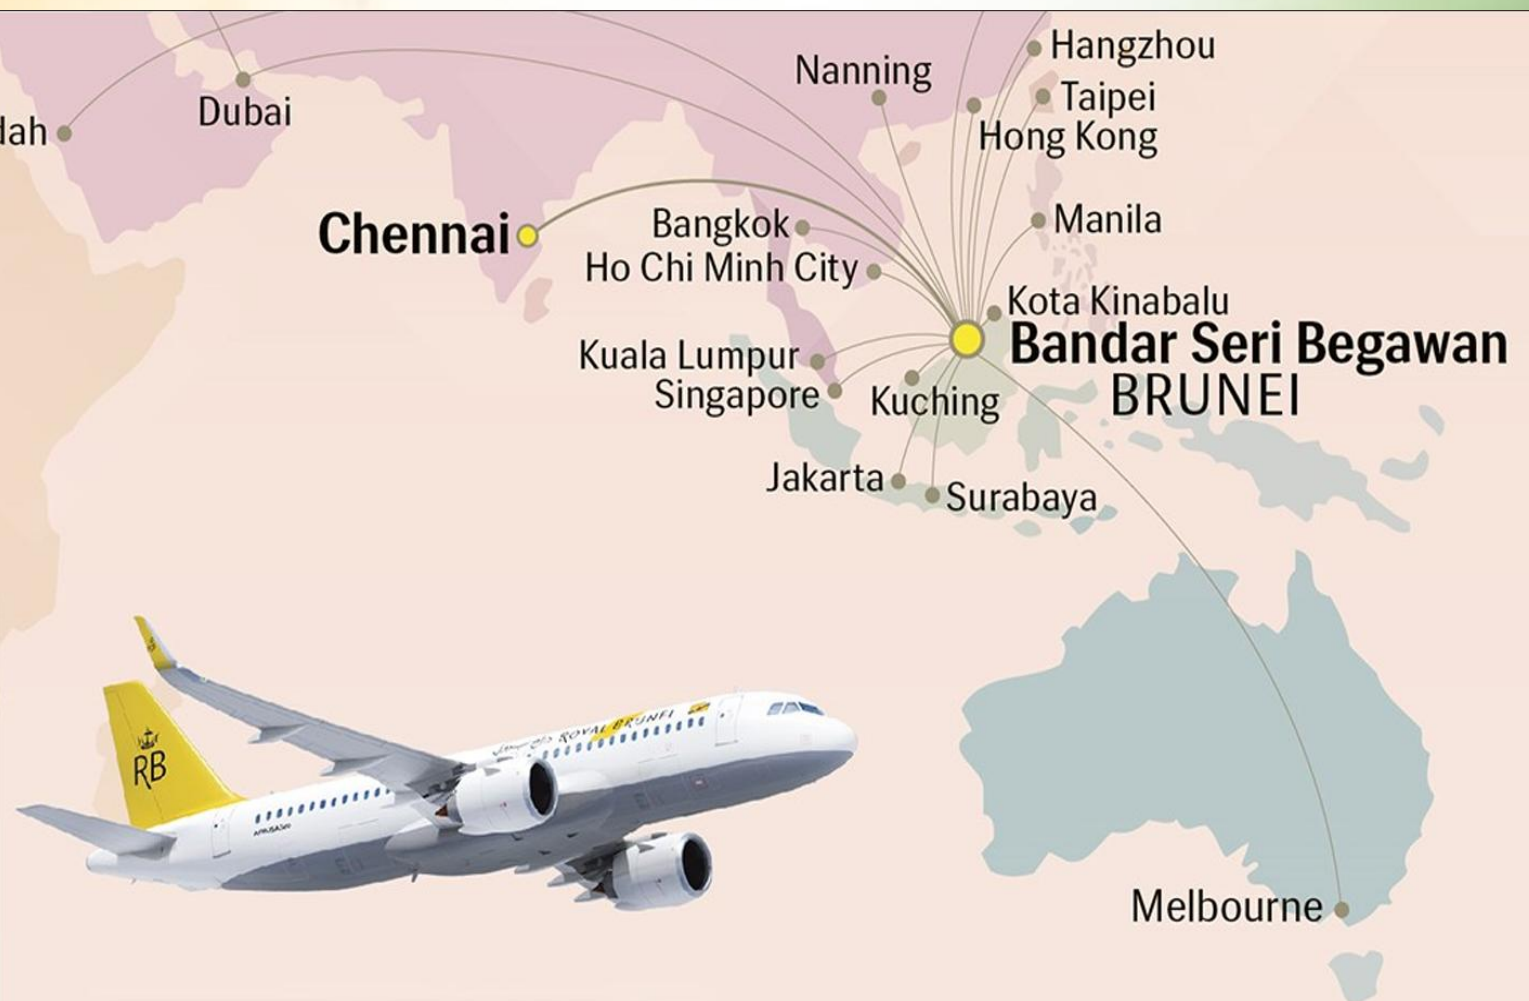 Hangzhou
Nanning
Taipei
Dubai
dah
Hong Kong
Chennai
Bangkok
Manila
Ho Chi Minh City
Kota Kinabalu
Bandar Seri Begawan
BRUNEI
Kuala Lumpur
Singapore
Kuching
Jakarta
Surabaya
ROYAL BRUNEI
RB
Melbourne